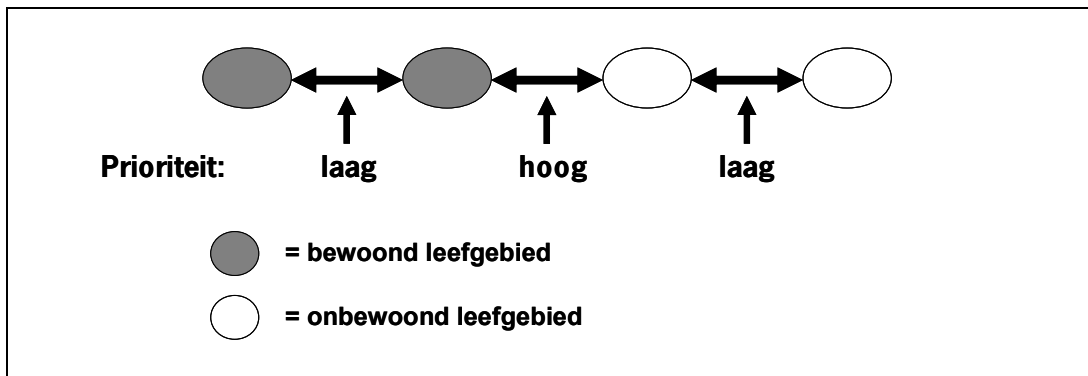 Prioriteit: laag hoog laag
= bewoond leefgebied
= onbewoond leefgebied